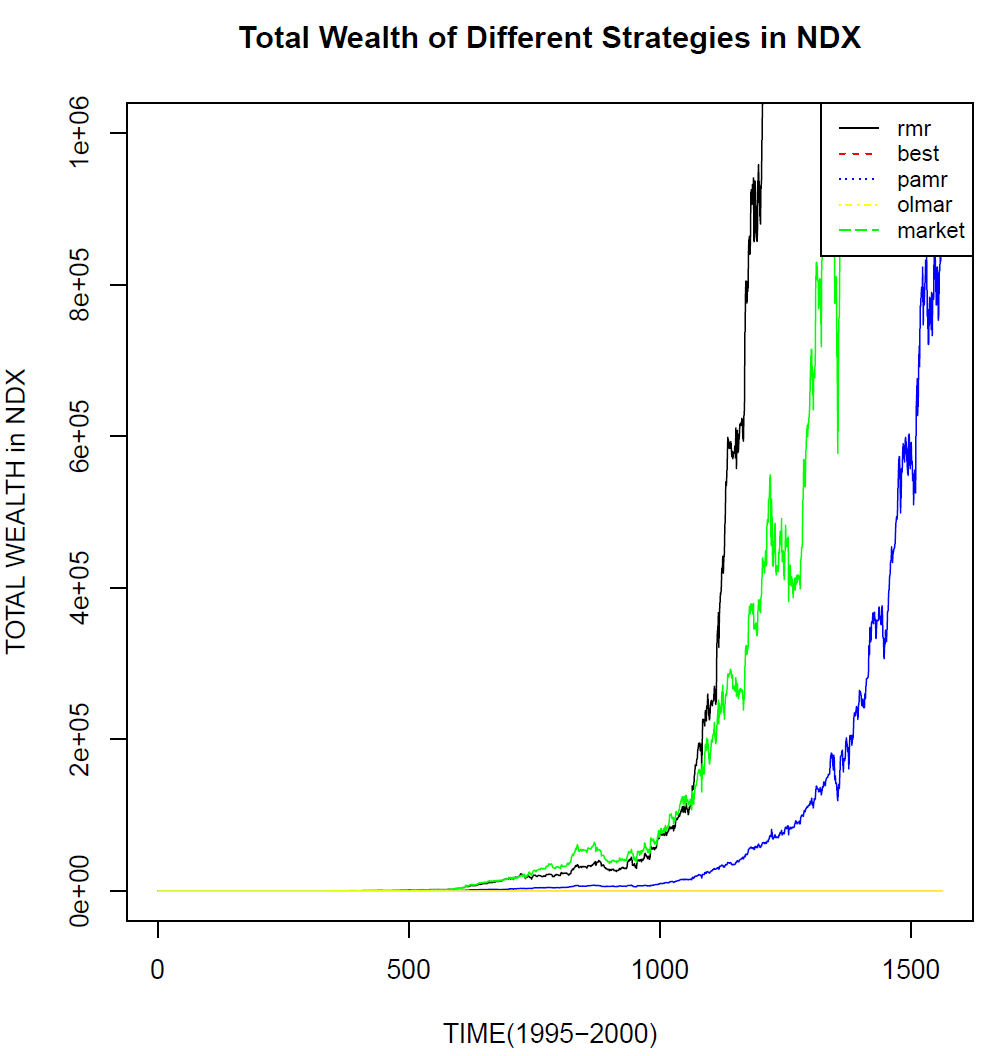 Total Wealth of Different Strategies in NDX
rmr
best
pamr
olmar
market
TOTAL WEALTH in NDX
1e+06
8e+05
6e+05
4e+05
2e+05
0e+00
0
500
1000
1500
TIME(1995−2000)